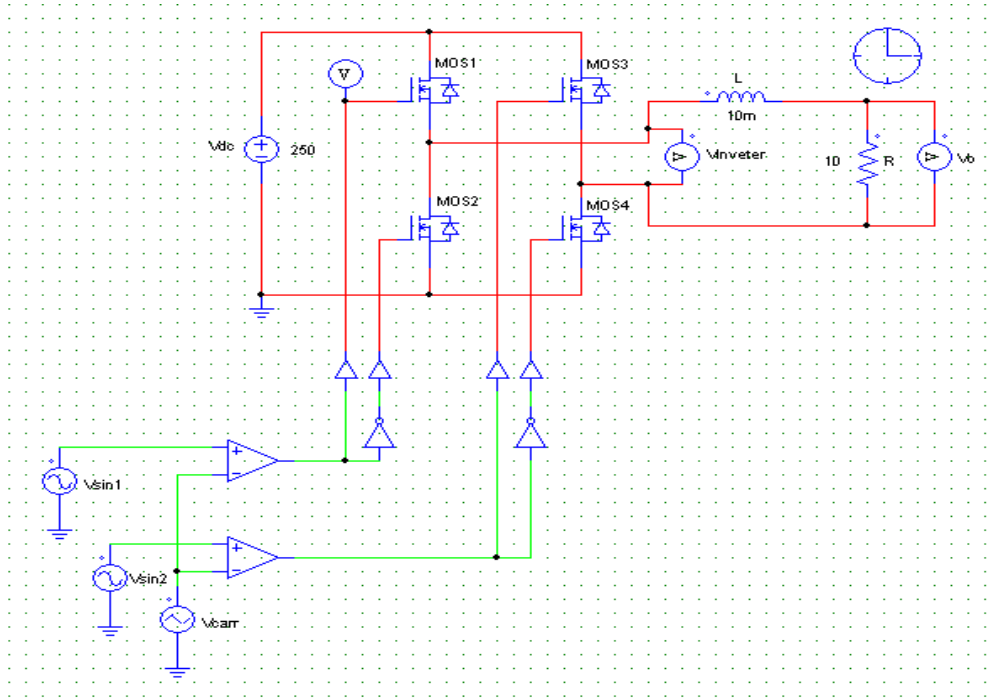 MOS1
MOS3
V
L
10m
Vdc
250
VInveter
10
R
Vo
MOS2
MOS4
Vsin1
Vsin2
Vcarr